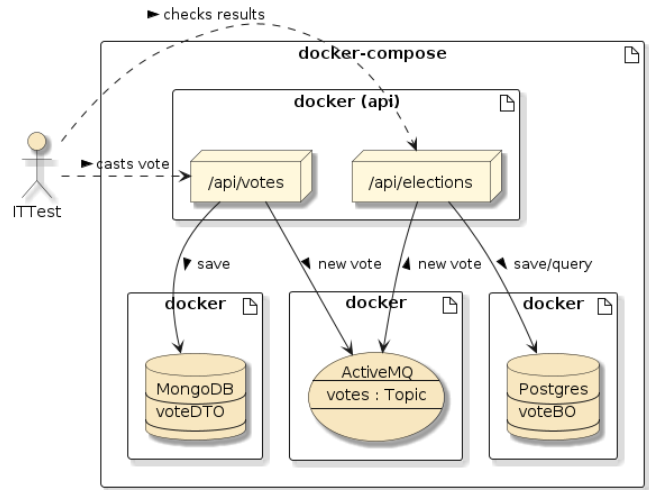 ► checks results
docker-compose
docker (api)
► casts vote
/api/votes
/api/elections
ITTest
save
new vote
new vote
save/query
docker
docker
docker
MongoDB
voteDTO
ActiveMQ
votes : Topic
Postgres
voteBO